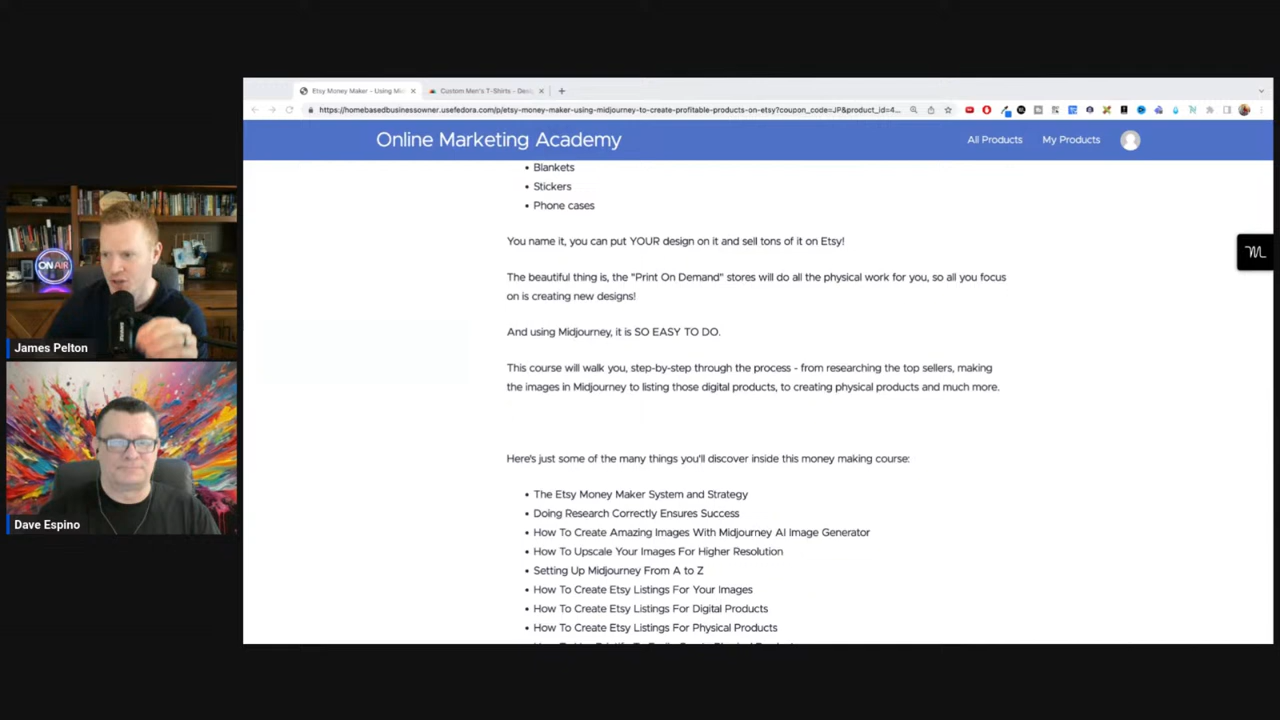 Etsy Money Maker - Using Mid
Custom Men's T-Shirts - Desi
https://homebasedbusinessowner.usefedora.com/p/etsy-money-maker-using-midjourney-to-create-profitable-products-on-etsy?coupon_code=JP&product_id=4...
Online Marketing Academy
All Products
My Products
• Blankets
• Stickers
• Phone cases
You name it, you can put YOUR design on it and sell tons of it on Etsy!
The beautiful thing is, the "Print On Demand" stores will do all the physical work for you, so all you focus
on is creating new designs!
And using Midjourney, it is SO EASY TO DO.
This course will walk you, step-by-step through the process - from researching the top sellers, making
the images in Midjourney to listing those digital products, to creating physical products and much more.
Here's just some of the many things you'll discover inside this money making course:
• The Etsy Money Maker System and Strategy
• Doing Research Correctly Ensures Success
• How To Create Amazing Images With Midjourney AI Image Generator
• How To Upscale Your Images For Higher Resolution
• Setting Up Midjourney From A to Z
• How To Create Etsy Listings For Your Images
• How To Create Etsy Listings For Digital Products
• How To Create Etsy Listings For Physical Products
ON AIR
James Pelton
Dave Espino